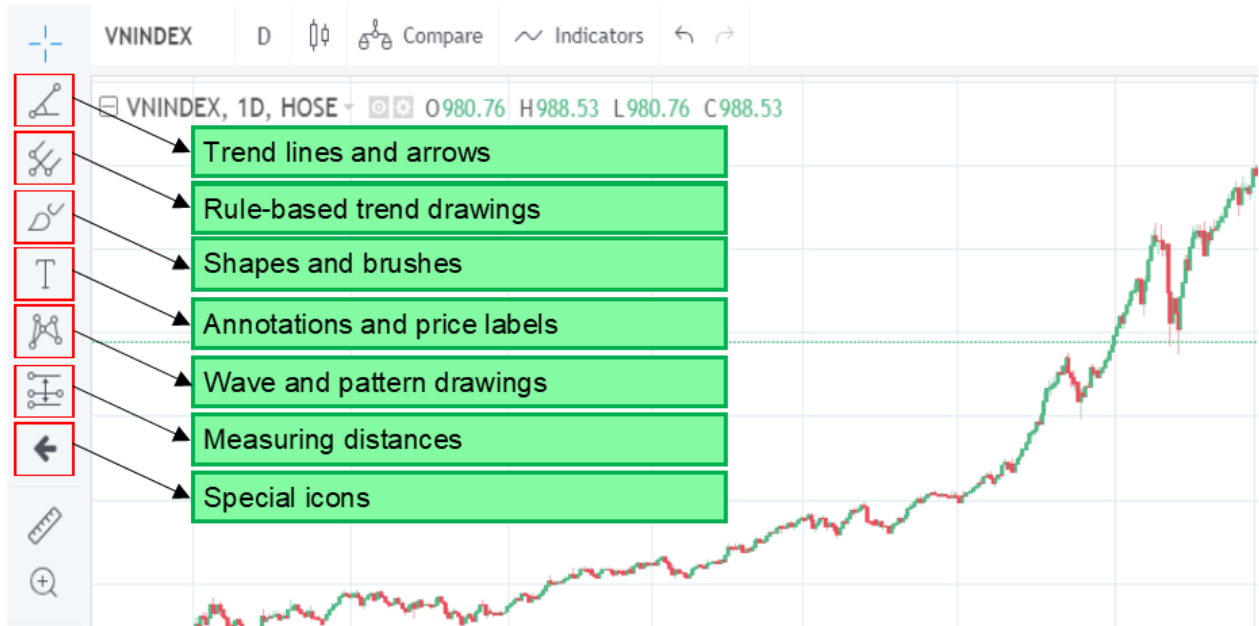 VNINDEX D Compare Indicators
VNINDEX, 1D, HOSE O980.76 H988.53 L980.76 C988.53
Trend lines and arrows
Rule-based trend drawings
Shapes and brushes
T
Annotations and price labels
Wave and pattern drawings
Measuring distances
Special icons